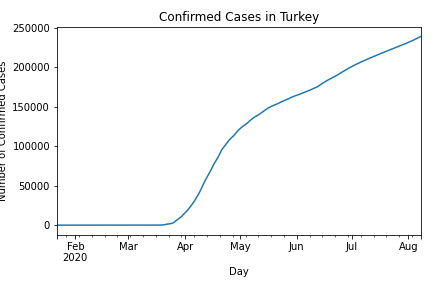 Confirmed Cases in Turkey
250000
200000
150000
100000
50000
0
Number of Confirmed Cases
Feb Mar Apr May Jun Jul Aug
2020
Day